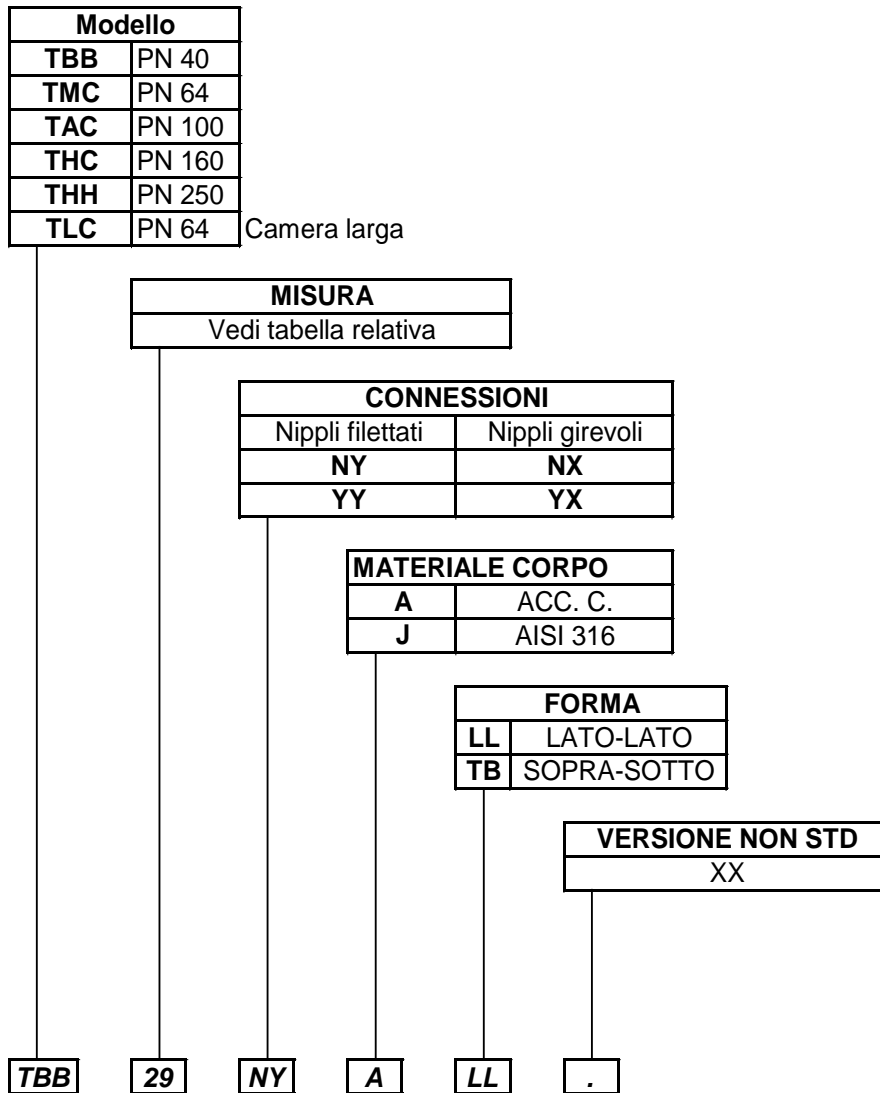 Modello
TBB PN 40
TMC PN 64
TAC PN 100
THC PN 160
THH PN 250
TLC PN 64 Camera larga
MISURA
Vedi tabella relativa
CONNESSIONI
Nippli filettati Nippli girevoli
NY NX
YY YX
MATERIALE CORPO
A ACC. C.
J AISI 316
FORMA
LL LATO-LATO
TB SOPRA-SOTTO
VERSIONE NON STD
XX
TBB 29 NY A LL .